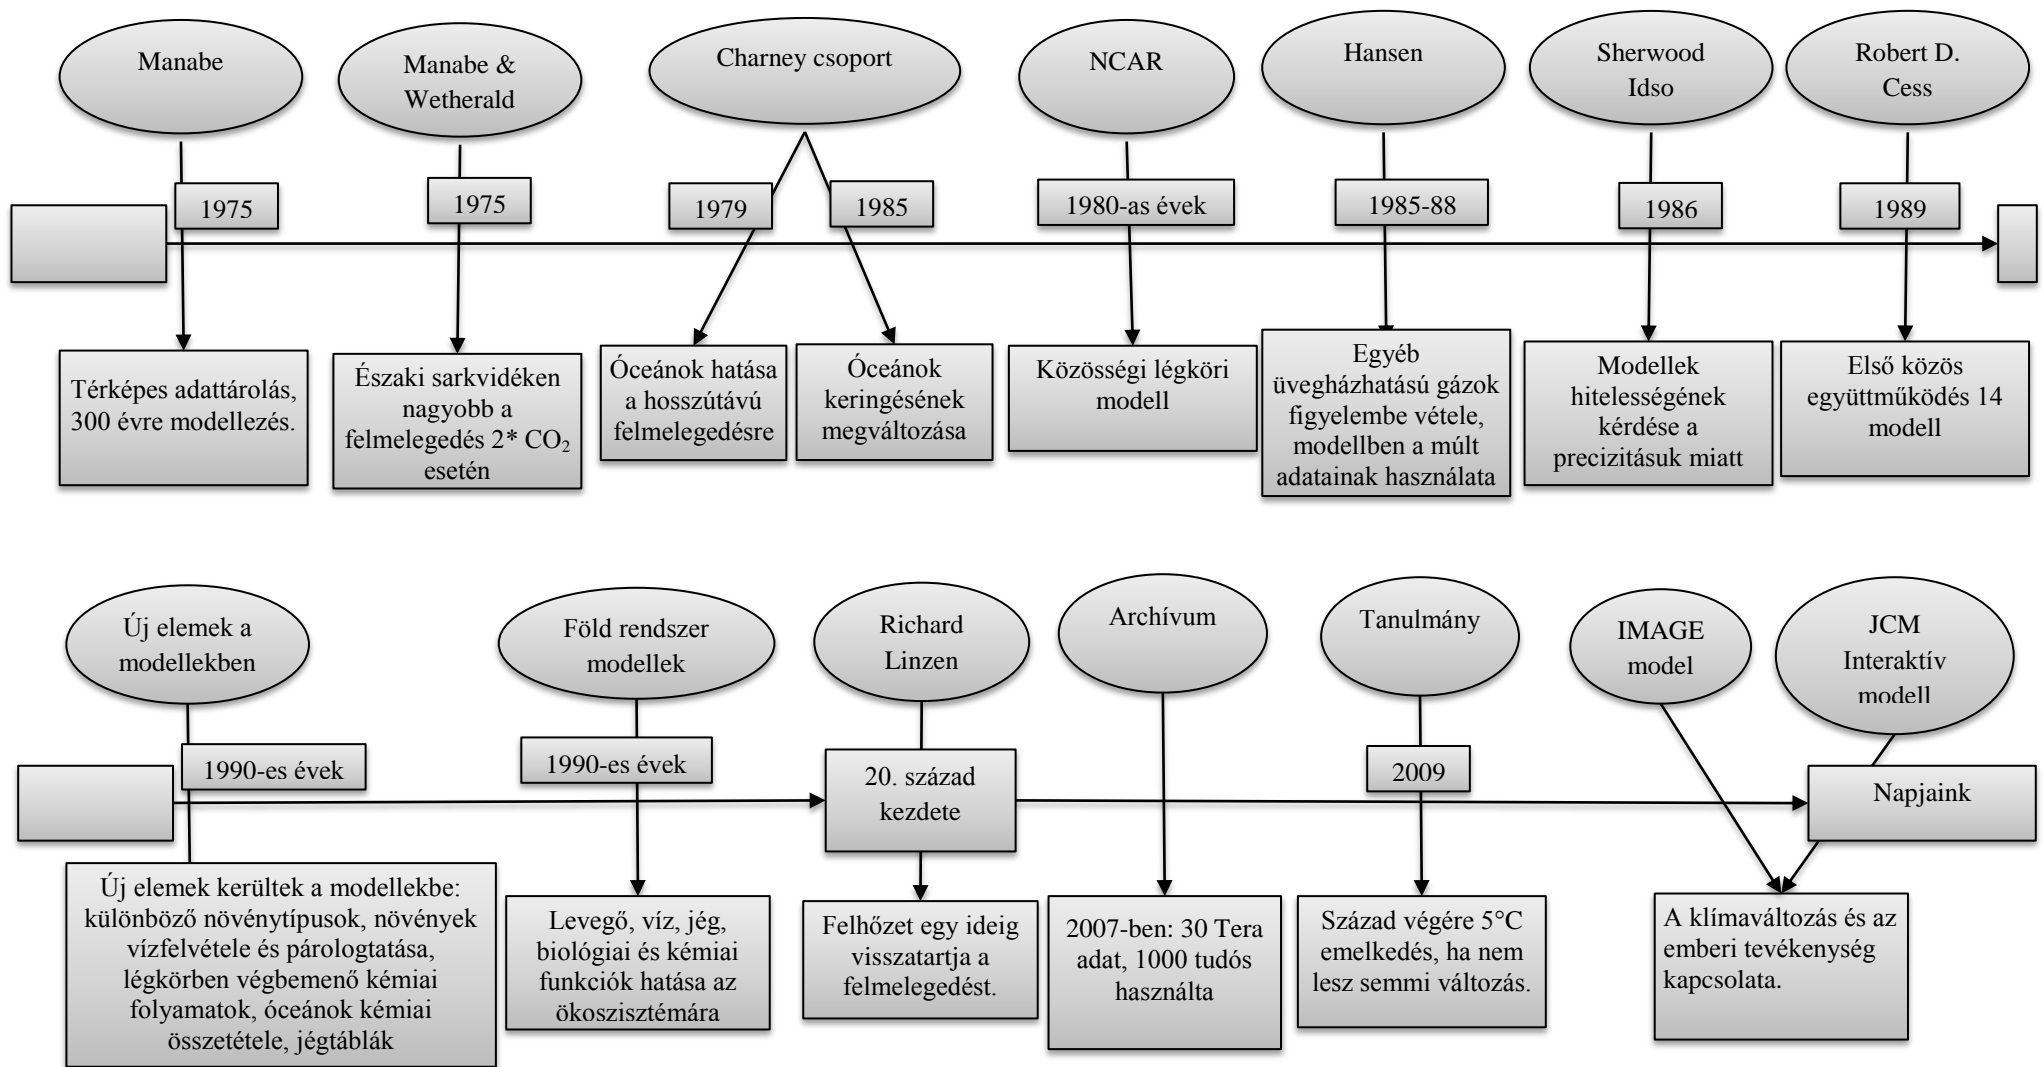 Manabe
Manabe &
Wetherald
Charney csoport
NCAR
Hansen
Sherwood
Idso
Robert D.
Cess
1975
1975
1979
1985
1980-as évek
1985-88
1986
1989
Térképes adattárolás,
300 évre modellezés.
Északi sarkvidéken
nagyobb a
felmelegedés 2* CO₂
esetén
Óceánok hatása
a hosszútávú
felmelegedésre
Óceánok
keringésének
megváltozása
Közösségi légköri
modell
Egyéb
üvegházhatású gázok
figyelembe vétele,
modellben a múlt
adatainak használata
Modellek
hitelességének
kérdése a
precizitásuk miatt
Első közös
együttműködés 14
modell
Új elemek a
modellekben
Föld rendszer
modellek
Richard
Linzen
Archívum
Tanulmány
IMAGE
model
JCM
Interaktív
modell
1990-es évek
1990-es évek
20. század
kezdete
2009
Napjaink
Új elemek kerültek a modellekbe:
különböző növénytípusok, növények
vízfelvétele és párologtatása,
légkörben végbemenő kémiai
folyamatok, óceánok kémiai
összetétele, jégtáblák
Levegő, víz, jég,
biológiai és kémiai
funkciók hatása az
ökoszisztémára
Felhőzet egy ideig
visszatartja a
felmelegedést.
2007-ben: 30 Tera
adat, 1000 tudós
használta
Század végére 5°C
emelkedés, ha nem
lesz semmi változás.
A klímaváltozás és az
emberi tevékenység
kapcsolata.